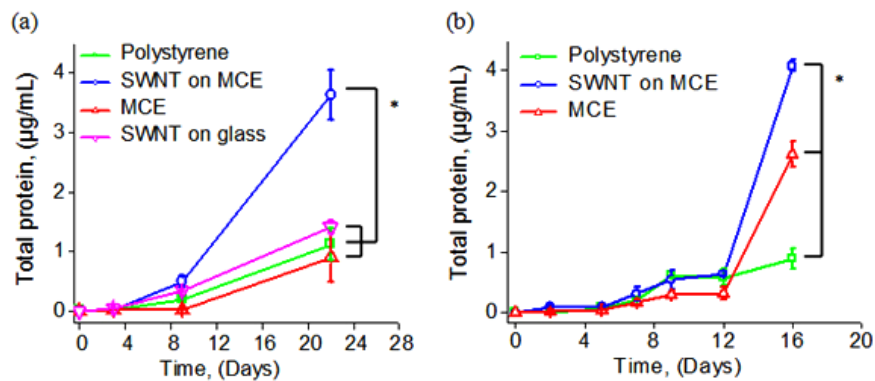 (a)
Polystyrene
SWNT on MCE
MCE
SWNT on glass
*
Total protein, (µg/mL)
4
3
2
1
0
0 4 8 12 16 20 24 28
Time, (Days)
(b)
Polystyrene
SWNT on MCE
MCE
*
Total protein, (µg/mL)
4
3
2
1
0
0 4 8 12 16 20
Time, (Days)